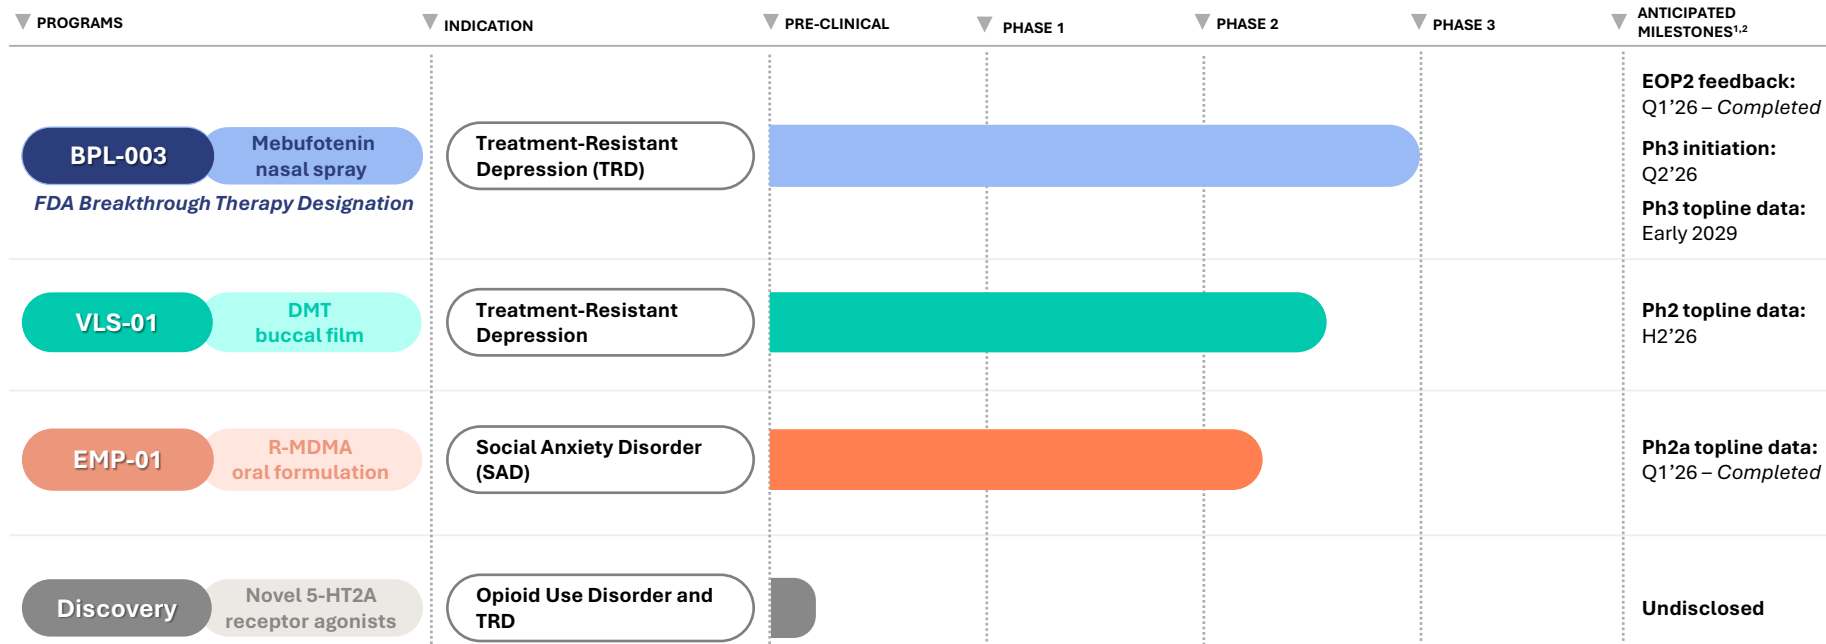 PROGRAMS
INDICATION
PRE-CLINICAL
PHASE 1
PHASE 2
PHASE 3
ANTICIPATED
MILESTONES¹,²
BPL-003
Mebufotenin
nasal spray
FDA Breakthrough Therapy Designation
Treatment-Resistant
Depression (TRD)
EOP2 feedback:
Q1’26 – Completed
Ph3 initiation:
Q2’26
Ph3 topline data:
Early 2029
VLS-01
DMT
buccal film
Treatment-Resistant
Depression
Ph2 topline data:
H2’26
EMP-01
R-MDMA
oral formulation
Social Anxiety Disorder
(SAD)
Ph2a topline data:
Q1’26 – Completed
Discovery
Novel 5-HT2A
receptor agonists
Opioid Use Disorder and
TRD
Undisclosed